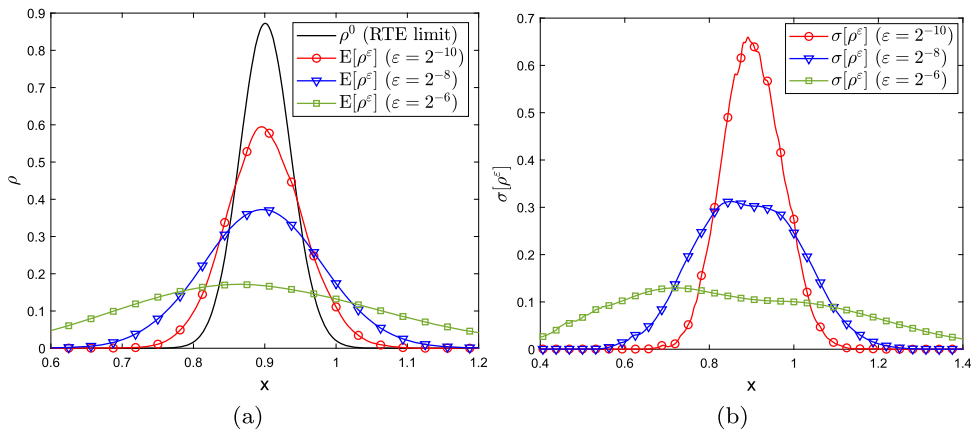 0.9
0.8
0.7
0.6
0.5
0.4
0.3
0.2
0.1
0
ρ
0.6 0.7 0.8 0.9 1 1.1 1.2
x
ρ⁰ (RTE limit)
E[ρ^ε] (ε = 2⁻¹⁰)
E[ρ^ε] (ε = 2⁻⁸)
E[ρ^ε] (ε = 2⁻⁶)
(a)
0.7
0.6
0.5
0.4
0.3
0.2
0.1
0
σ[ρ^ε]
0.4 0.6 0.8 1 1.2 1.4
x
σ[ρ^ε] (ε = 2⁻¹⁰)
σ[ρ^ε] (ε = 2⁻⁸)
σ[ρ^ε] (ε = 2⁻⁶)
(b)